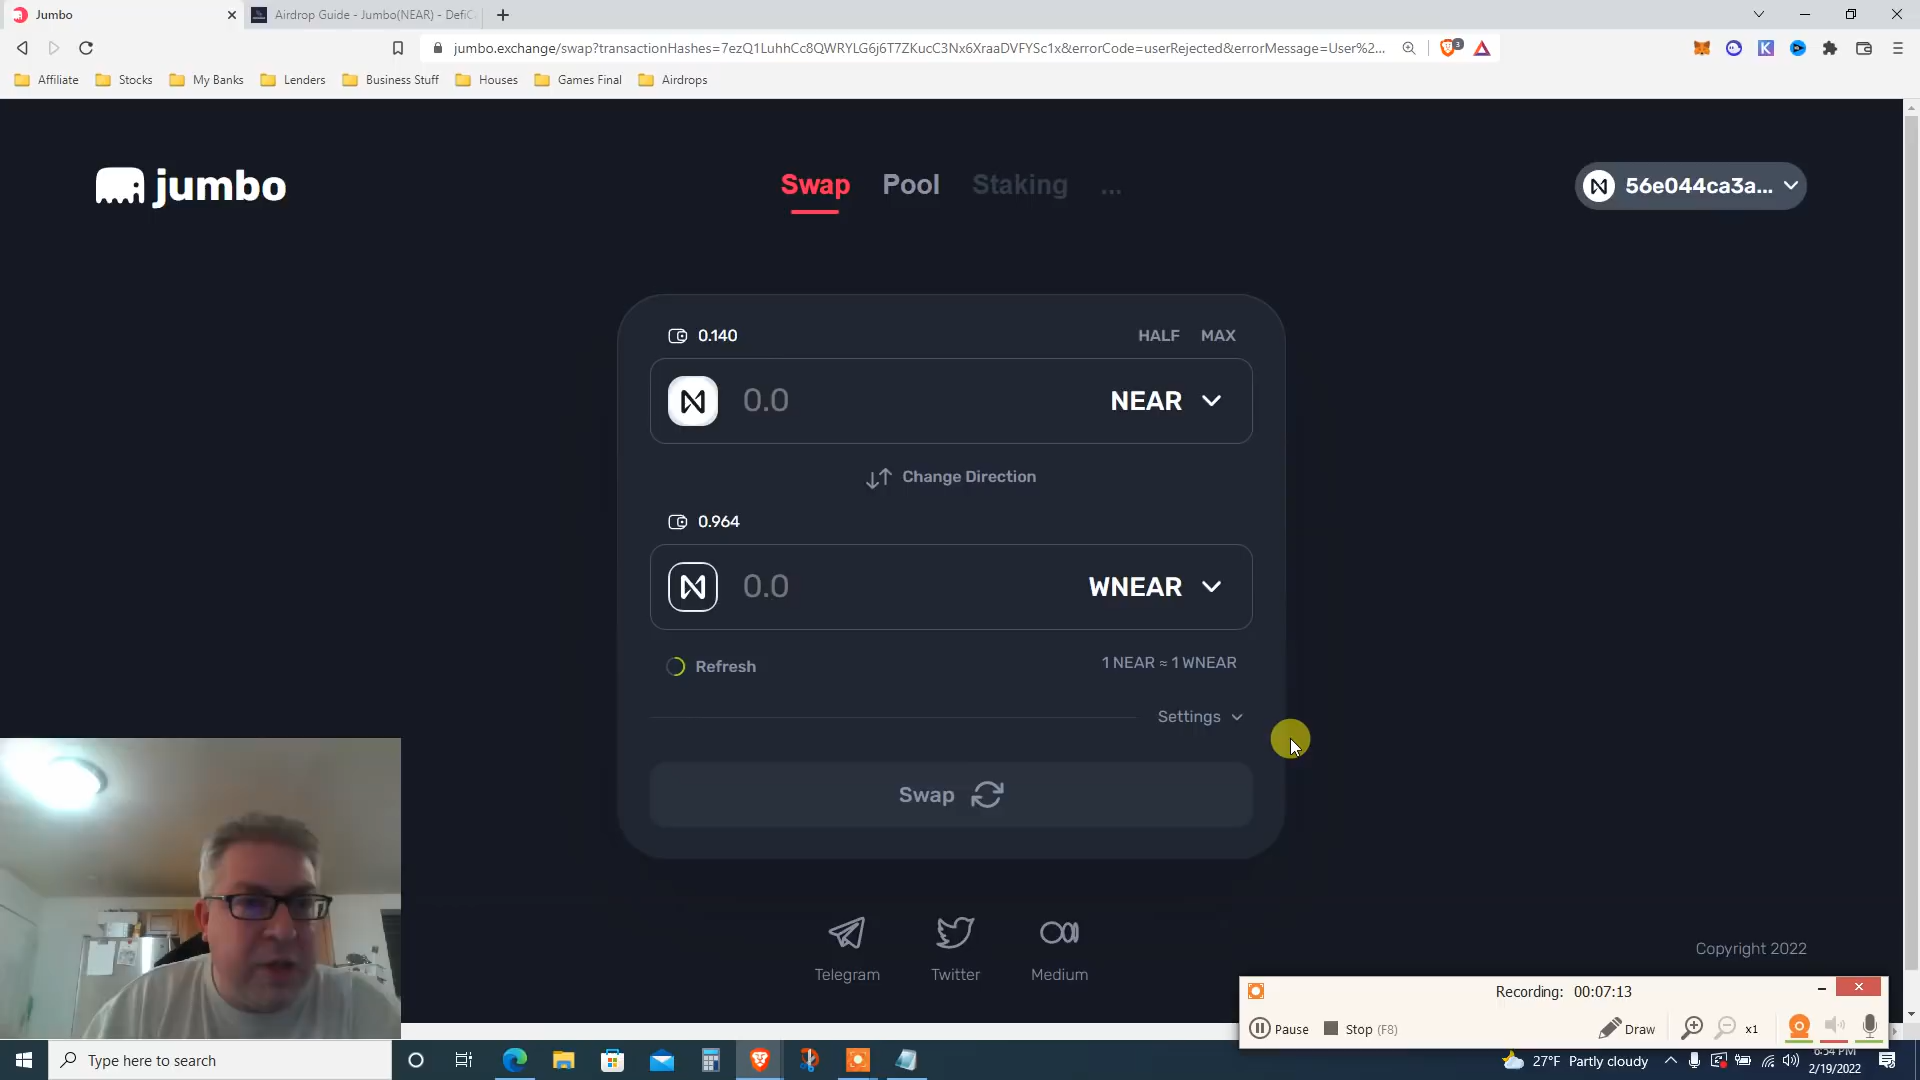 Jumbo
Airdrop Guide - Jumbo(NEAR) - DefiC
jumbo.exchange/swap?transactionHashes=7ezQ1LuhhCc8QWRYLG6j6T7ZKucC3Nx6XraaDVFYSc1x&errorCode=userRejected&errorMessage=User%2...
3
Affiliate
Stocks
My Banks
Lenders
Business Stuff
Houses
Games Final
Airdrops
jumbo
Swap
Pool
Staking
...
56e044ca3a...
0.140
HALF
MAX
0.0
NEAR
Change Direction
0.964
0.0
WNEAR
Refresh
1 NEAR ≈ 1 WNEAR
Settings
Swap
Telegram
Twitter
Medium
Copyright 2022
Recording: 00:07:13
Pause
Stop (F8)
Draw
x1
Type here to search
27°F Partly cloudy
6:54 PM
2/19/2022